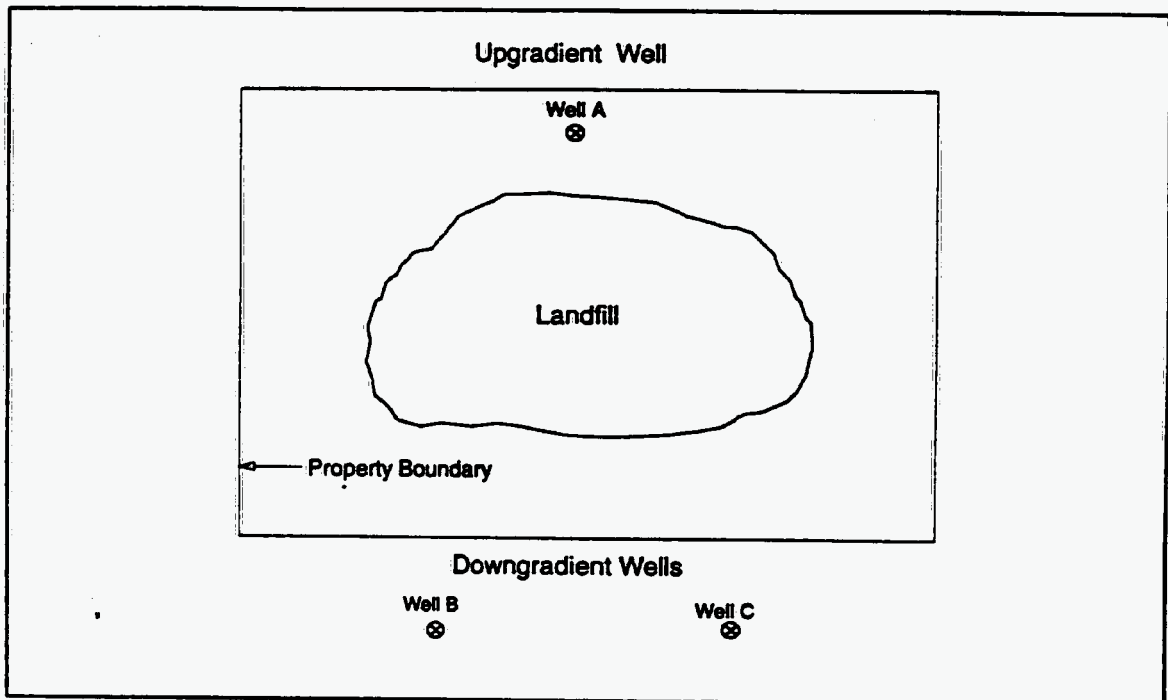 Upgradient Well
Well A
Landfill
Property Boundary
Downgradient Wells
Well B
Well C